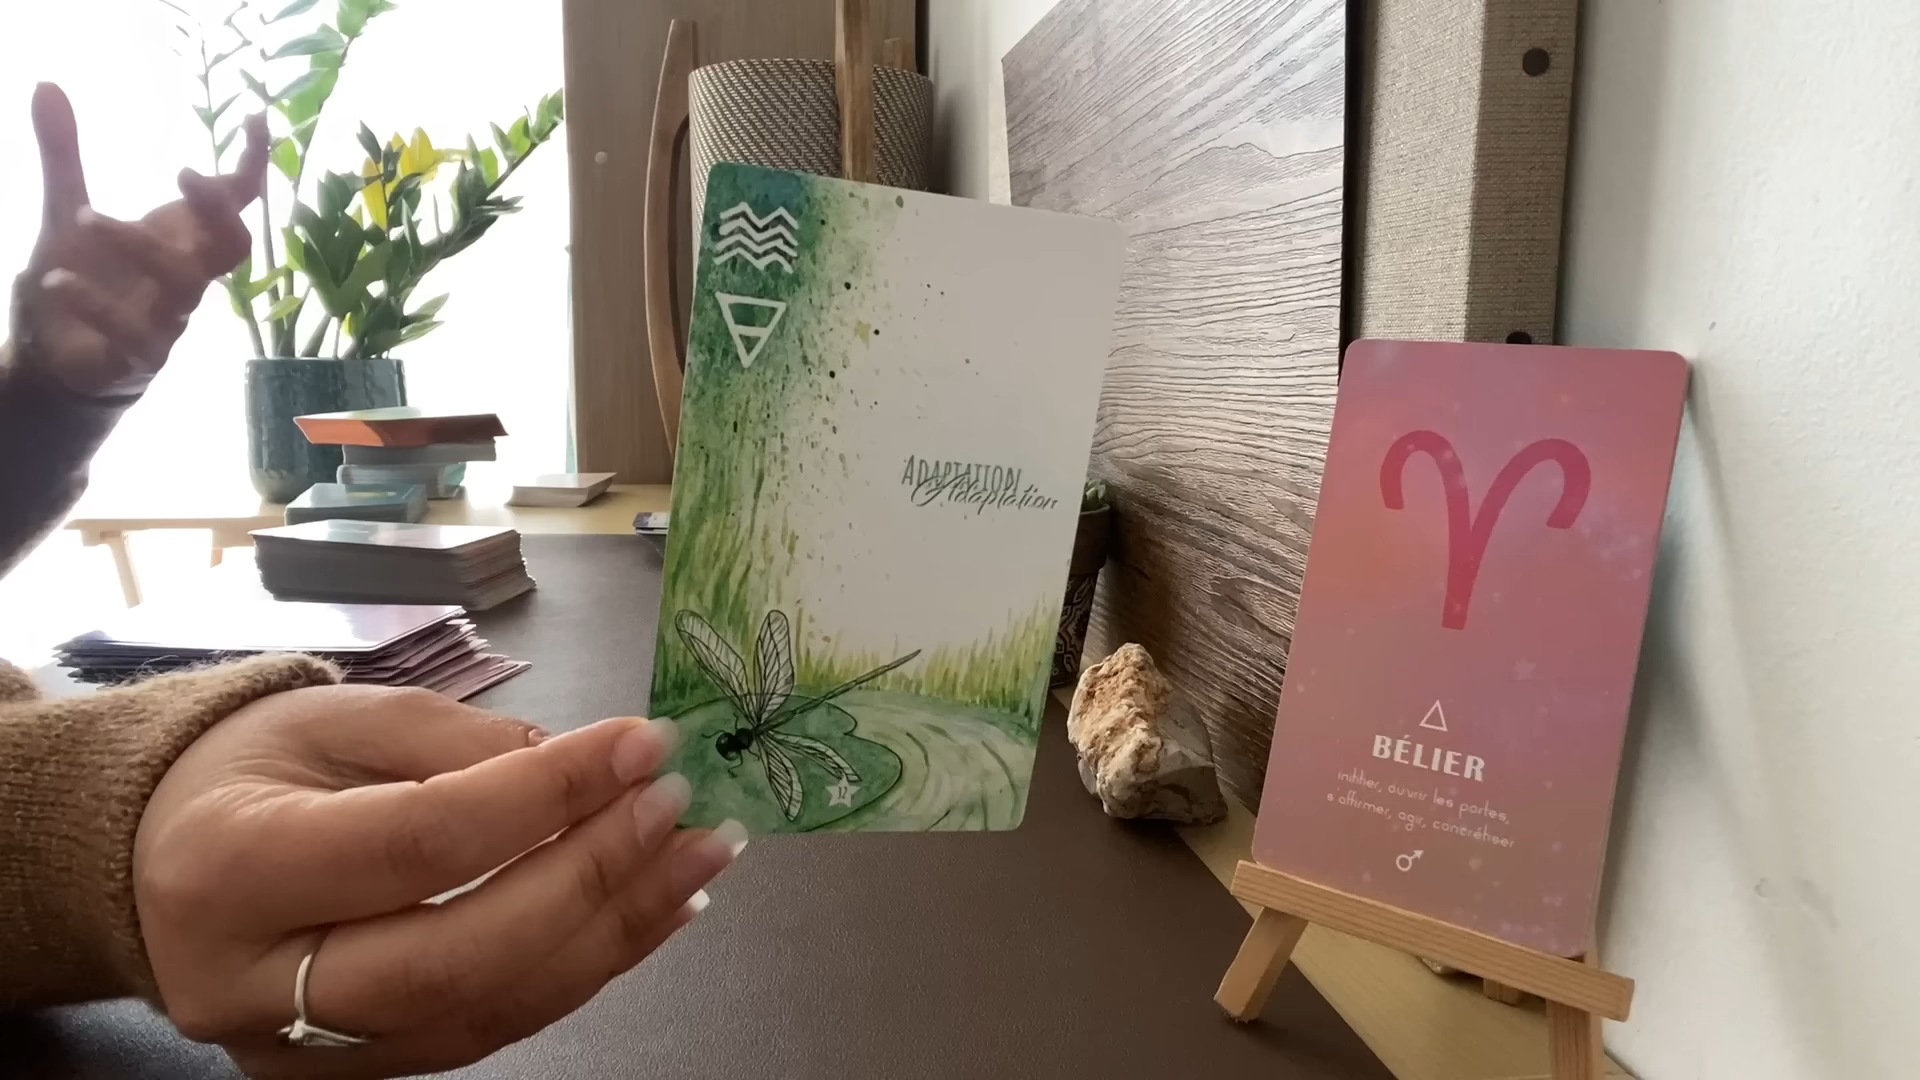 ADAPTATION
Adaptation
12
BÉLIER
initier, ouvrir les portes,
s'affirmer, agir, concrétiser